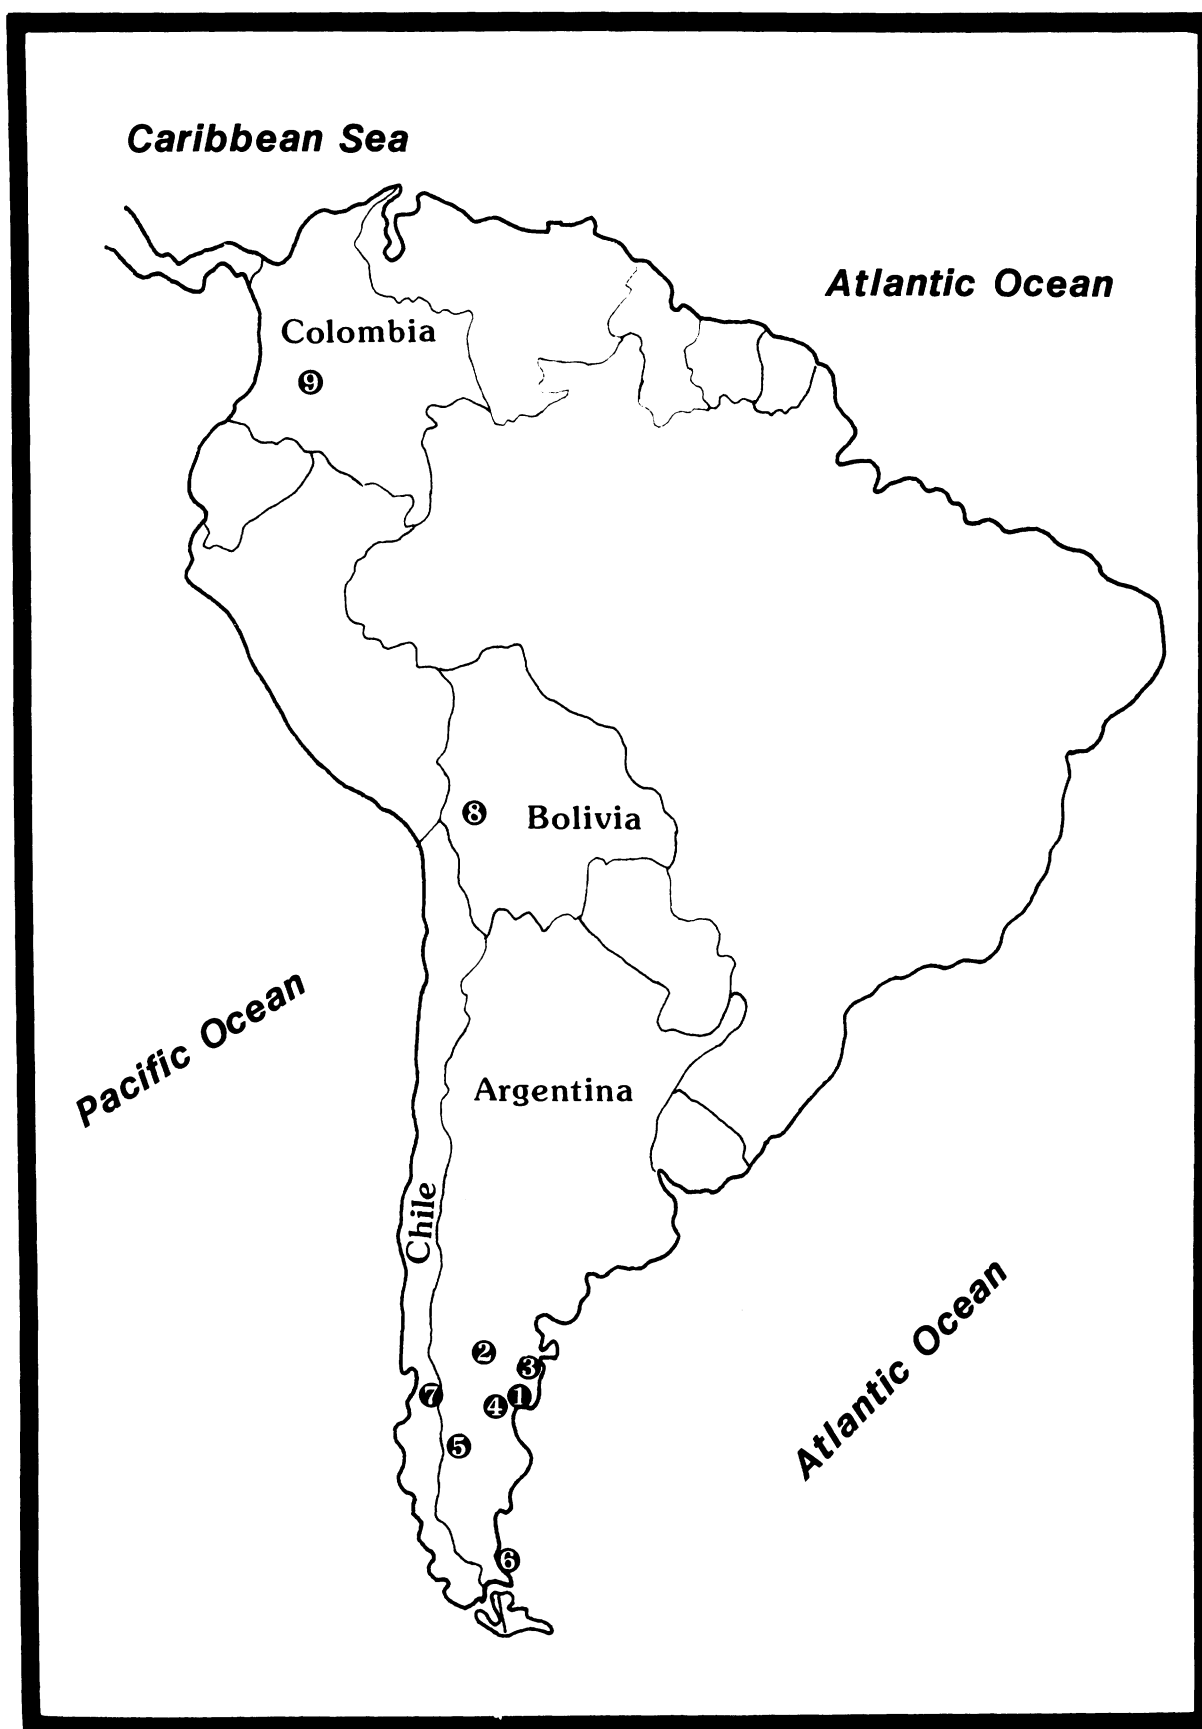 Caribbean Sea
Atlantic Ocean
Colombia
9
8
Bolivia
Pacific Ocean
Argentina
Chile
Atlantic Ocean
2
3
7
4
1
5
6